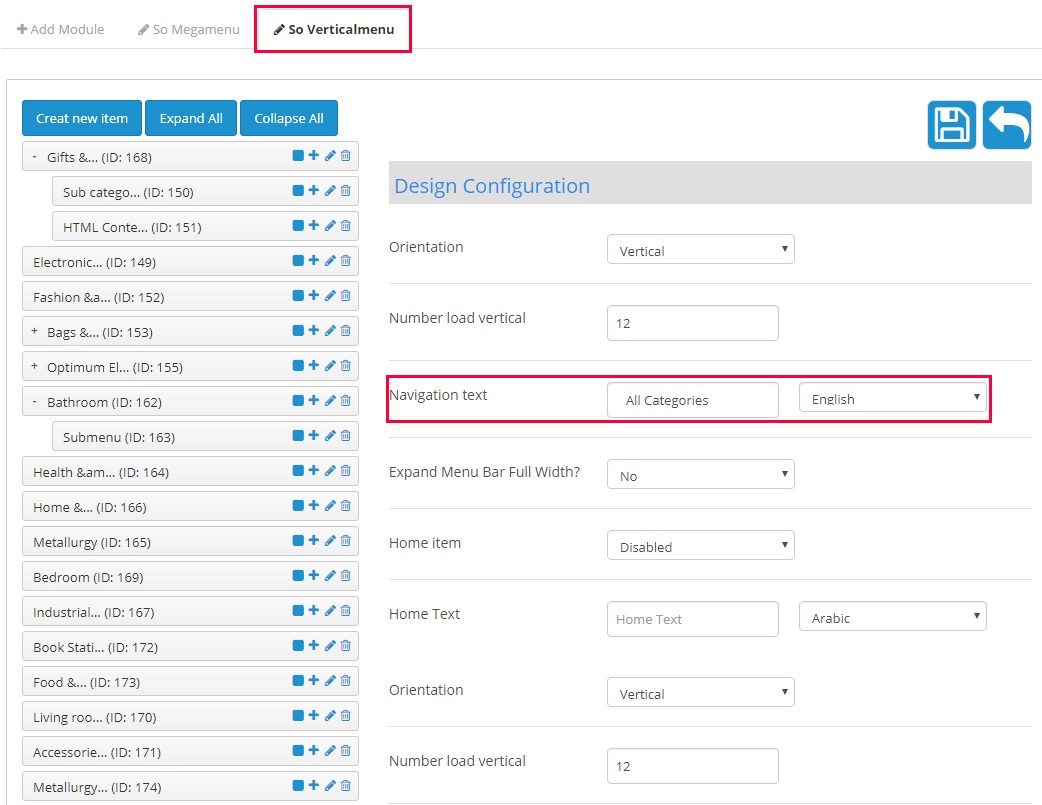 Add Module So Megamenu So Verticalmenu
Creat new item Expand All Collapse All
- Gifts &... (ID: 168)
Sub catego... (ID: 150)
HTML Conte... (ID: 151)
Electronic... (ID: 149)
Fashion &a... (ID: 152)
+ Bags &... (ID: 153)
+ Optimum El... (ID: 155)
- Bathroom (ID: 162)
Submenu (ID: 163)
Health &am... (ID: 164)
Home &... (ID: 166)
Metallurgy (ID: 165)
Bedroom (ID: 169)
Industrial... (ID: 167)
Book Stati... (ID: 172)
Food &... (ID: 173)
Living roo... (ID: 170)
Accessorie... (ID: 171)
Metallurgy... (ID: 174)
Design Configuration
Orientation Vertical
Number load vertical 12
Navigation text All Categories English
Expand Menu Bar Full Width? No
Home item Disabled
Home Text Home Text Arabic
Orientation Vertical
Number load vertical 12